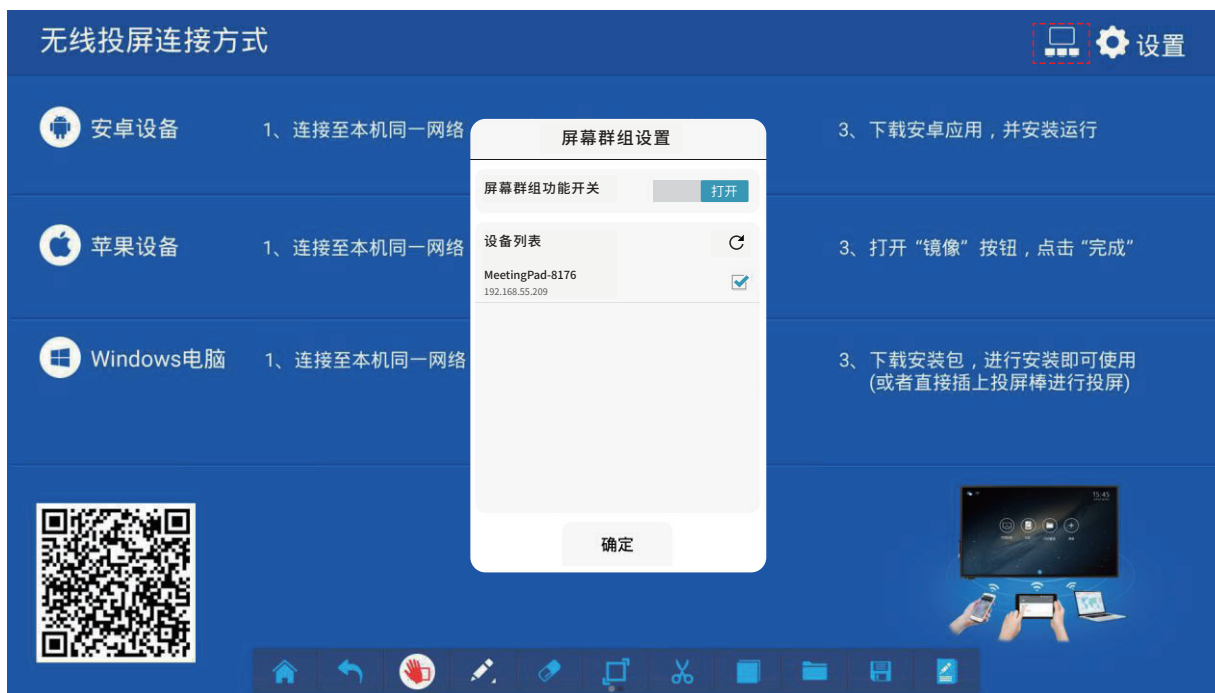 无线投屏连接方式
设置
安卓设备
1、连接至本机同一网络
3、下载安卓应用，并安装运行
苹果设备
1、连接至本机同一网络
3、打开“镜像”按钮，点击“完成”
Windows电脑
1、连接至本机同一网络
3、下载安装包，进行安装即可使用
(或者直接插上投屏棒进行投屏)
屏幕群组设置
屏幕群组功能开关
打开
设备列表
MeetingPad-8176
192.168.55.209
确定
15:45